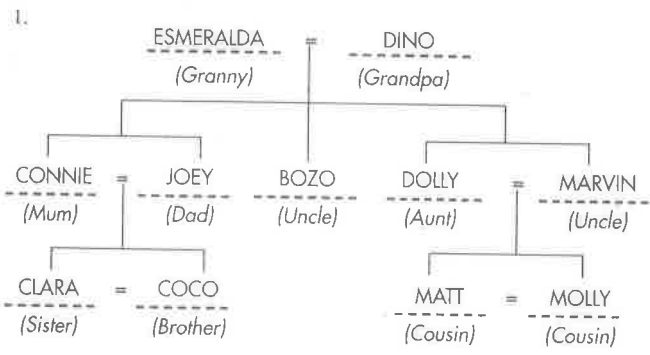 1.
ESMERALDA = DINO
(Granny) (Grandpa)
CONNIE = JOEY BOZO DOLLY = MARVIN
(Mum) (Dad) (Uncle) (Aunt) (Uncle)
CLARA = COCO MATT = MOLLY
(Sister) (Brother) (Cousin) (Cousin)